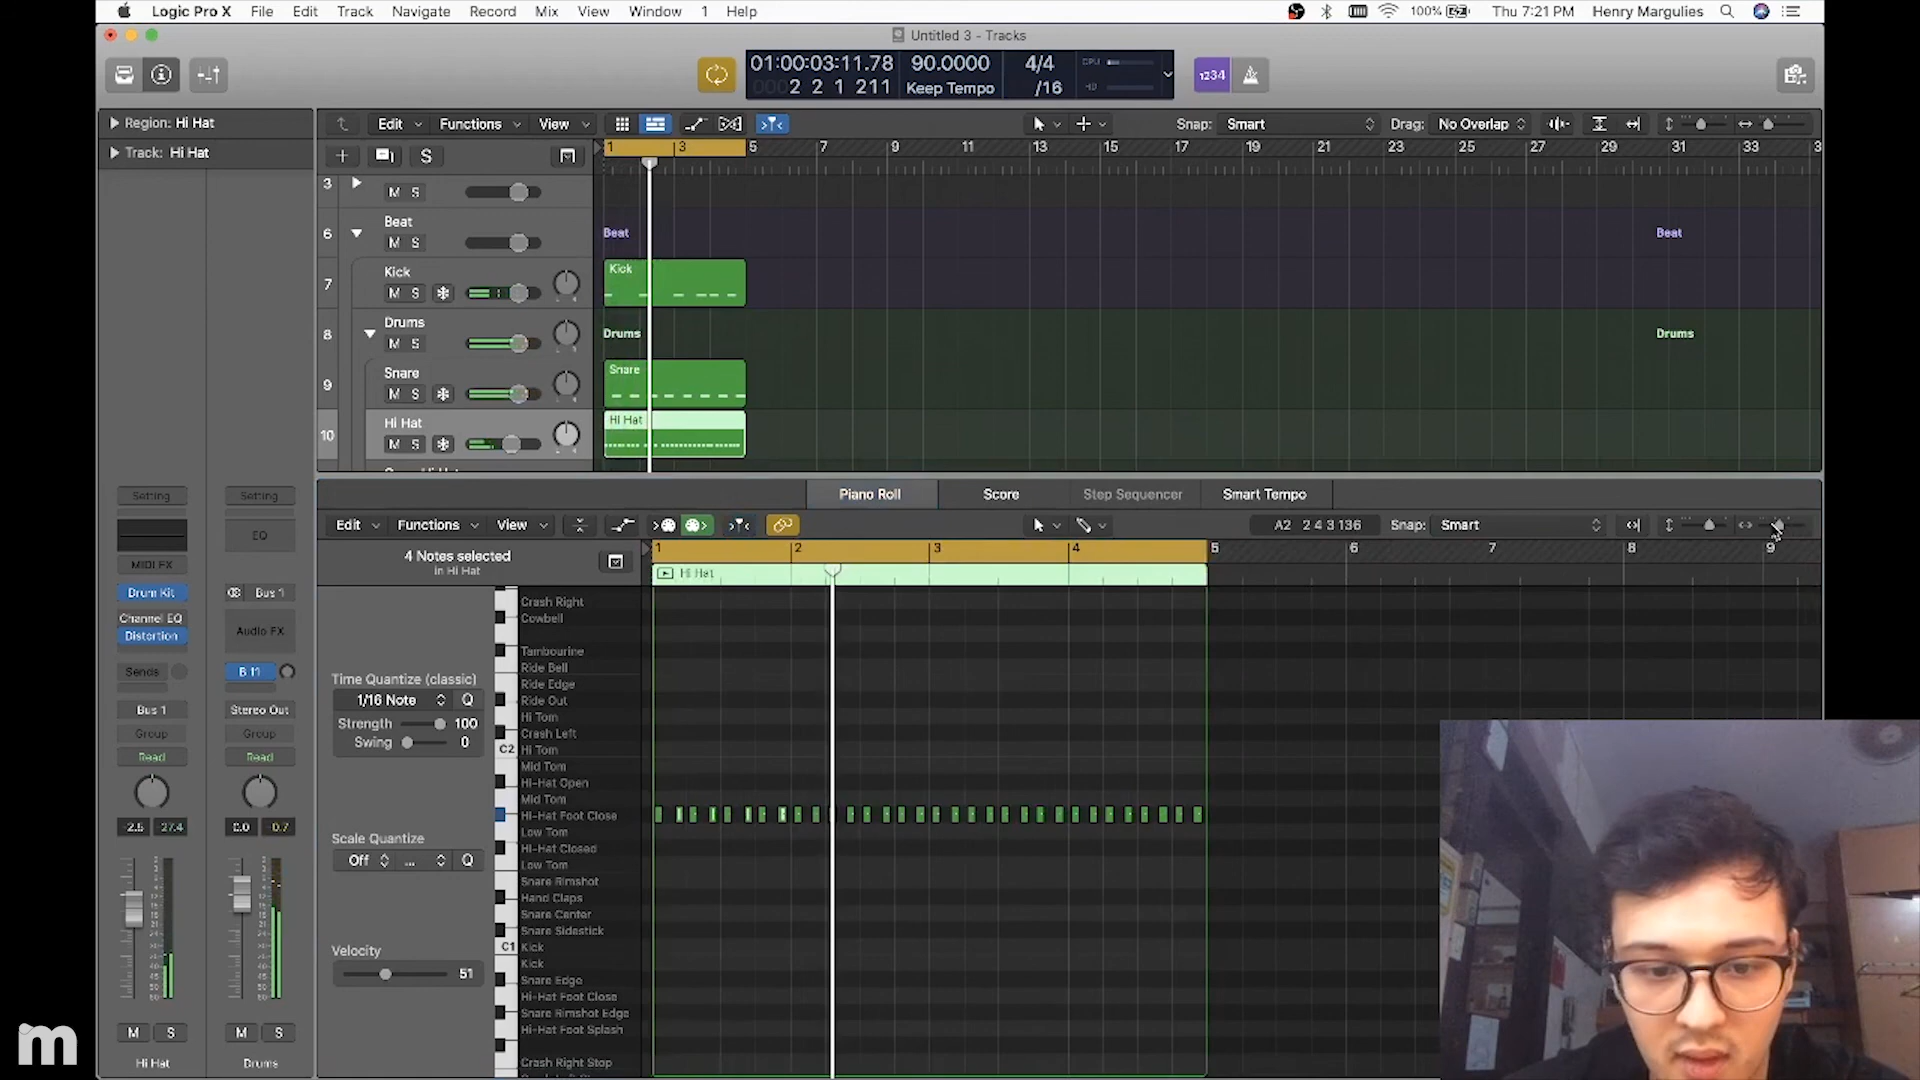 Logic Pro X File Edit Track Navigate Record Mix View Window 1 Help 100% Thu 7:21 PM Henry Margulies
Untitled 3 - Tracks
01:00:03:11.78 90.0000 4/4 CPU
2 2 1 211 Keep Tempo /16 HD 1234
Region: Hi Hat
Track: Hi Hat
Edit Functions View Snap: Smart Drag: No Overlap
S
1 3 5 7 9 11 13 15 17 19 21 23 25 27 29 31 33 3
3 M S
6 Beat M S Beat Beat
7 Kick M S Kick
8 Drums M S Drums Drums
9 Snare M S Snare
10 Hi Hat M S Hi Hat
Piano Roll Score Step Sequencer Smart Tempo
Edit Functions View A2 2 4 3 136 Snap: Smart
4 Notes selected
in Hi Hat
1 2 3 4 5 6 7 8 9
Hi Hat
Setting Setting
EQ
MIDI FX
Drum Kit Bus 1
Channel EQ
Distortion Audio FX
Sends B 11
Bus 1 Stereo Out
Group Group
Read Read
-2.5 -27.4 0.0 -0.7
M S M S
Hi Hat Drums
Time Quantize (classic)
1/16 Note Q
Strength 100
Swing 0
Scale Quantize
Off ... Q
Velocity
51
Crash Right
Cowbell
Tambourine
Ride Bell
Ride Edge
Ride Out
Hi Tom
Crash Left
C2 Hi Tom
Mid Tom
Hi-Hat Open
Mid Tom
Hi-Hat Foot Close
Low Tom
Hi-Hat Closed
Low Tom
Snare Rimshot
Hand Claps
Snare Center
Snare Sidestick
C1 Kick
Kick
Snare Edge
Hi-Hat Foot Close
Snare Rimshot Edge
Hi-Hat Foot Splash
Crash Right Stop
m